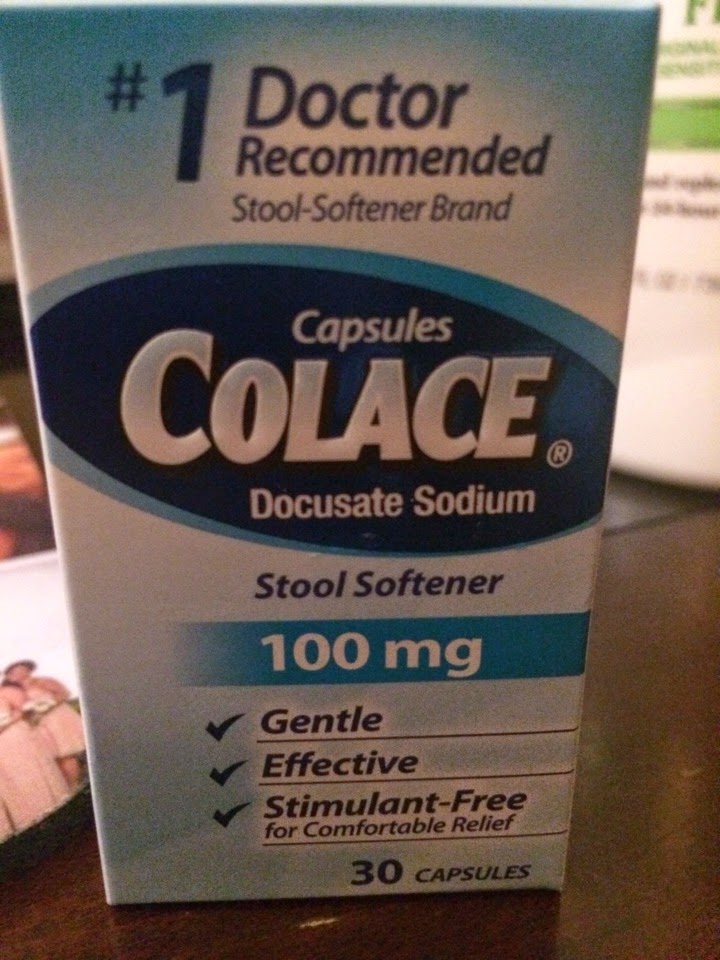 #1 Doctor
Recommended
Stool-Softener Brand
Capsules
COLACE®
Docusate Sodium
Stool Softener
100 mg
Gentle
Effective
Stimulant-Free
for Comfortable Relief
30 CAPSULES